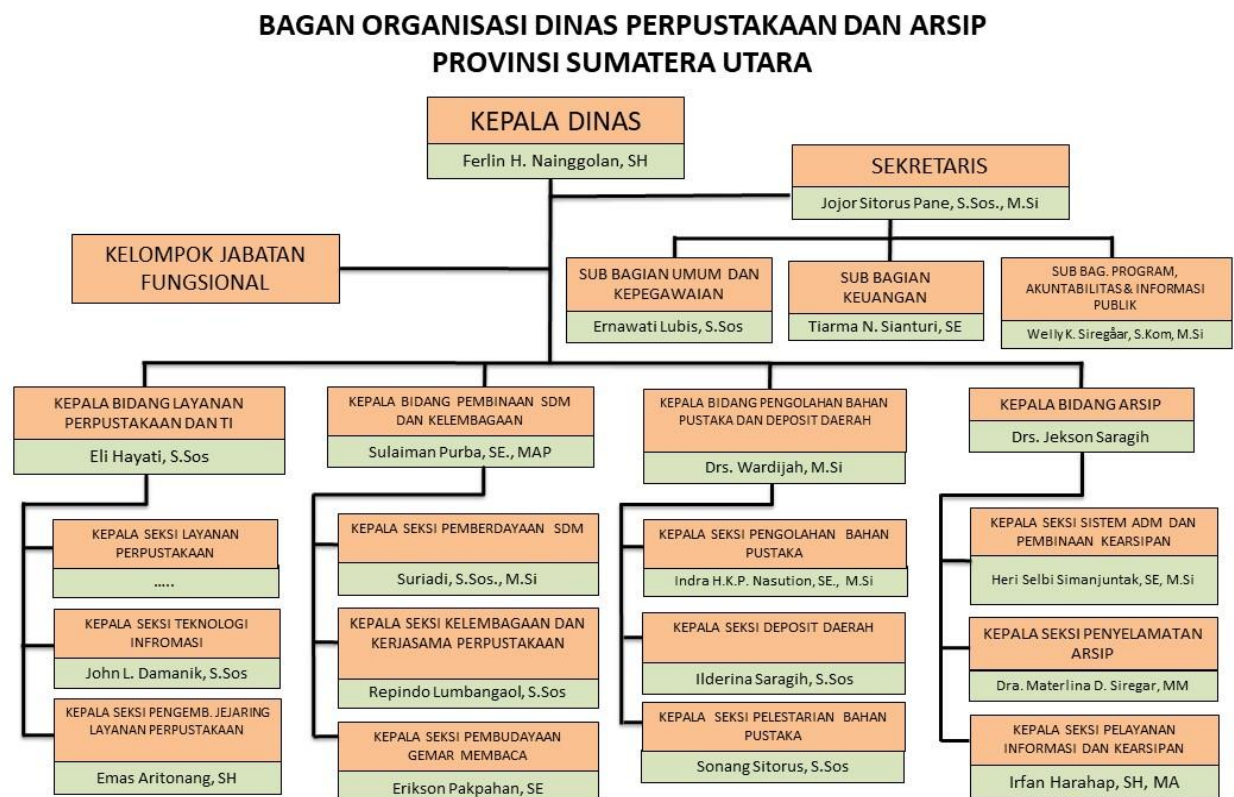 BAGAN ORGANISASI DINAS PERPUSTAKAAN DAN ARSIP
PROVINSI SUMATERA UTARA
KEPALA DINAS
Ferlin H. Nainggolan, SH
SEKRETARIS
Jojor Sitorus Pane, S.Sos., M.Si
KELOMPOK JABATAN
FUNGSIONAL
SUB BAGIAN UMUM DAN
KEPEGAWAIAN
Ernawati Lubis, S.Sos
SUB BAGIAN
KEUANGAN
Tiarma N. Sianturi, SE
SUB BAG. PROGRAM,
AKUNTABILITAS & INFORMASI
PUBLIK
Welly K. Siregåar, S.Kom, M.Si
KEPALA BIDANG LAYANAN
PERPUSTAKAAN DAN TI
Eli Hayati, S.Sos
KEPALA SEKSI LAYANAN
PERPUSTAKAAN
.....
KEPALA SEKSI TEKNOLOGI
INFROMASI
John L. Damanik, S.Sos
KEPALA SEKSI PENGEMB. JEJARING
LAYANAN PERPUSTAKAAN
Emas Aritonang, SH
KEPALA BIDANG PEMBINAAN SDM
DAN KELEMBAGAAN
Sulaiman Purba, SE., MAP
KEPALA SEKSI PEMBERDAYAAN SDM
Suriadi, S.Sos., M.Si
KEPALA SEKSI KELEMBAGAAN DAN
KERJASAMA PERPUSTAKAAN
Repindo Lumbangaol, S.Sos
KEPALA SEKSI PEMBUDAYAAN
GEMAR MEMBACA
Erikson Pakpahan, SE
KEPALA BIDANG PENGOLAHAN BAHAN
PUSTAKA DAN DEPOSIT DAERAH
Drs. Wardijah, M.Si
KEPALA SEKSI PENGOLAHAN BAHAN
PUSTAKA
Indra H.K.P. Nasution, SE., M.Si
KEPALA SEKSI DEPOSIT DAERAH
Ilderina Saragih, S.Sos
KEPALA SEKSI PELESTARIAN BAHAN
PUSTAKA
Sonang Sitorus, S.Sos
KEPALA BIDANG ARSIP
Drs. Jekson Saragih
KEPALA SEKSI SISTEM ADM DAN
PEMBINAAN KEARSIPAN
Heri Selbi Simanjuntak, SE, M.Si
KEPALA SEKSI PENYELAMATAN
ARSIP
Dra. Materlina D. Siregar, MM
KEPALA SEKSI PELAYANAN
INFORMASI DAN KEARSIPAN
Irfan Harahap, SH, MA